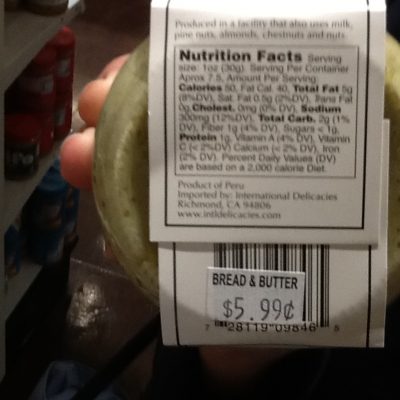 Produced in a facility that also uses milk,
pine nuts, almonds, chestnuts and nuts.
Nutrition Facts Serving
size: 1oz (30g), Serving Per Container
Aprox 7.5, Amount Per Serving:
Calories 50, Fat Cal. 40, Total Fat 5g
(8%DV), Sat. Fat 0.5g (2%DV), Trans Fat
0g, Cholest. 0mg (0% DV), Sodium
300mg (12%DV), Total Carb. 2g (1%
DV), Fiber 1g (4% DV), Sugars < 1g,
Protein 1g, Vitamin A (4% DV), Vitamin
C (< 2%DV) Calcium (< 2% DV), Iron
(2% DV). Percent Daily Values (DV)
are based on a 2,000 calorie Diet.
Product of Peru
Imported by: International Delicacies
Richmond, CA 94806
www.intldelicacies.com
BREAD & BUTTER
$5.99¢
7 28119 09846 5